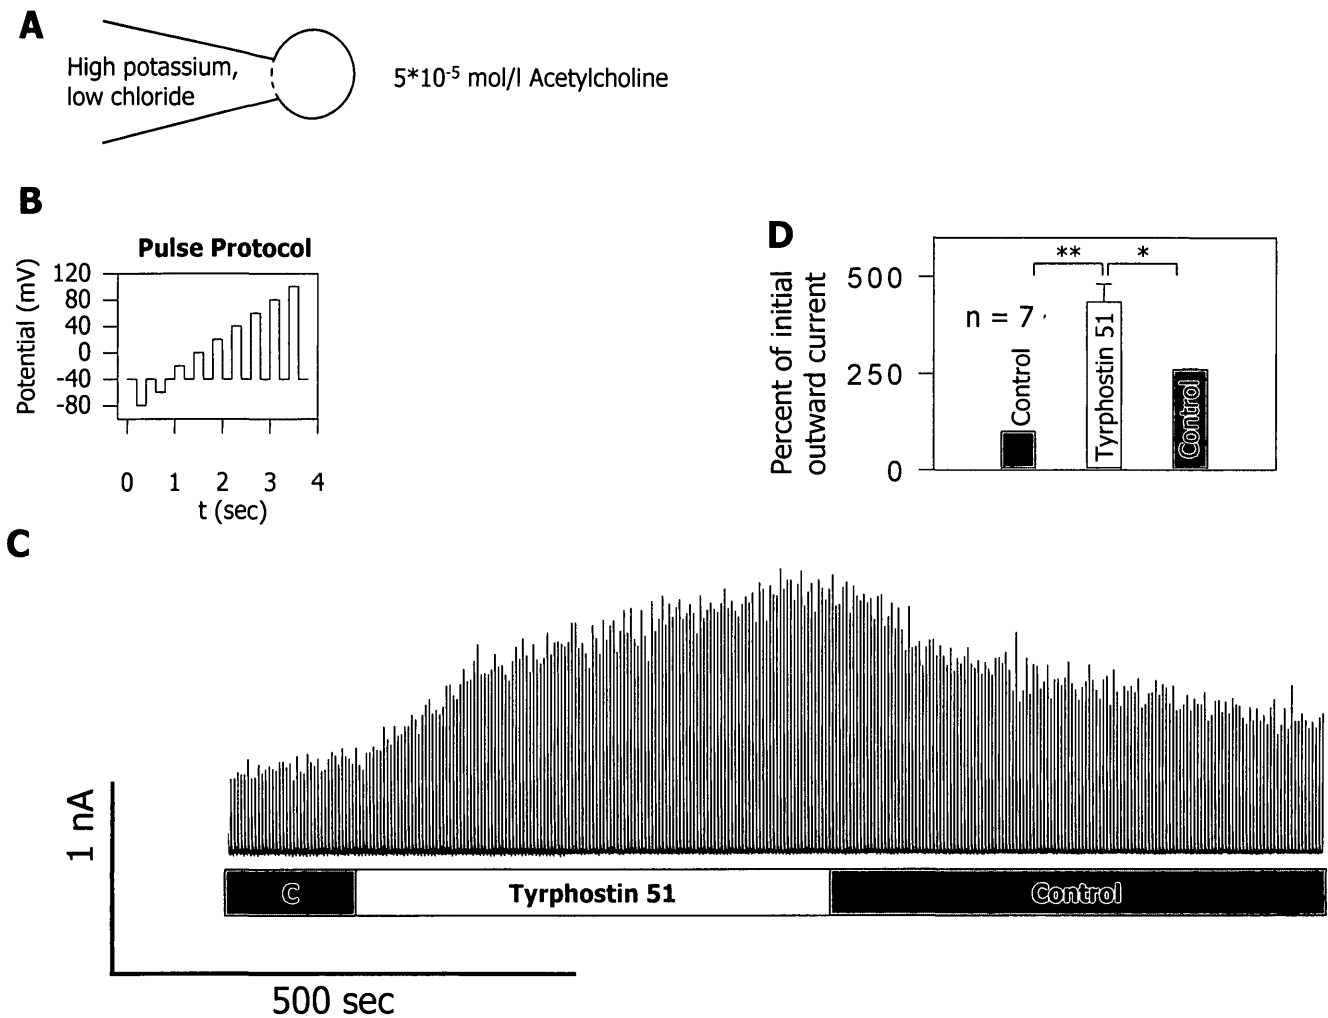 A
High potassium,
low chloride
5*10-5 mol/l Acetylcholine
B
Pulse Protocol
Potential (mV)
120
80
40
0
-40
-80
0 1 2 3 4
t (sec)
D
Percent of initial
outward current
500
250
0
** *
n = 7
Control
Tyrphostin 51
Control
C
1 nA
C Tyrphostin 51 Control
500 sec